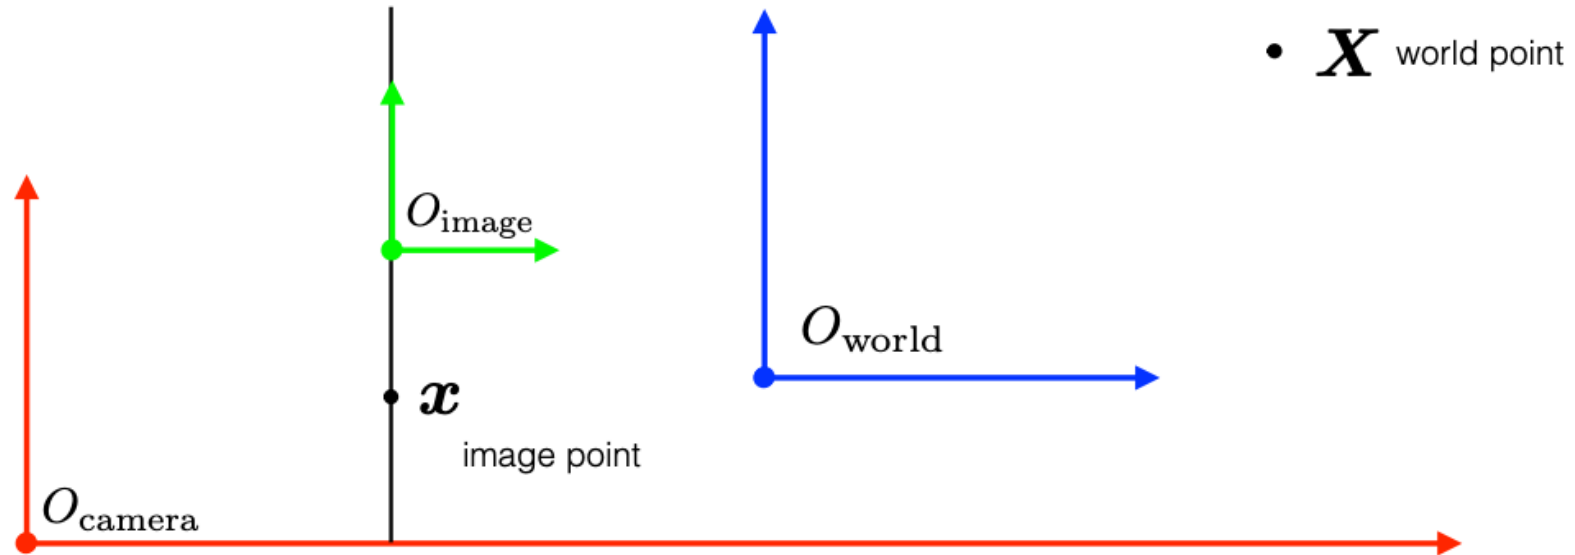 X world point
O_image
O_world
x
image point
O_camera